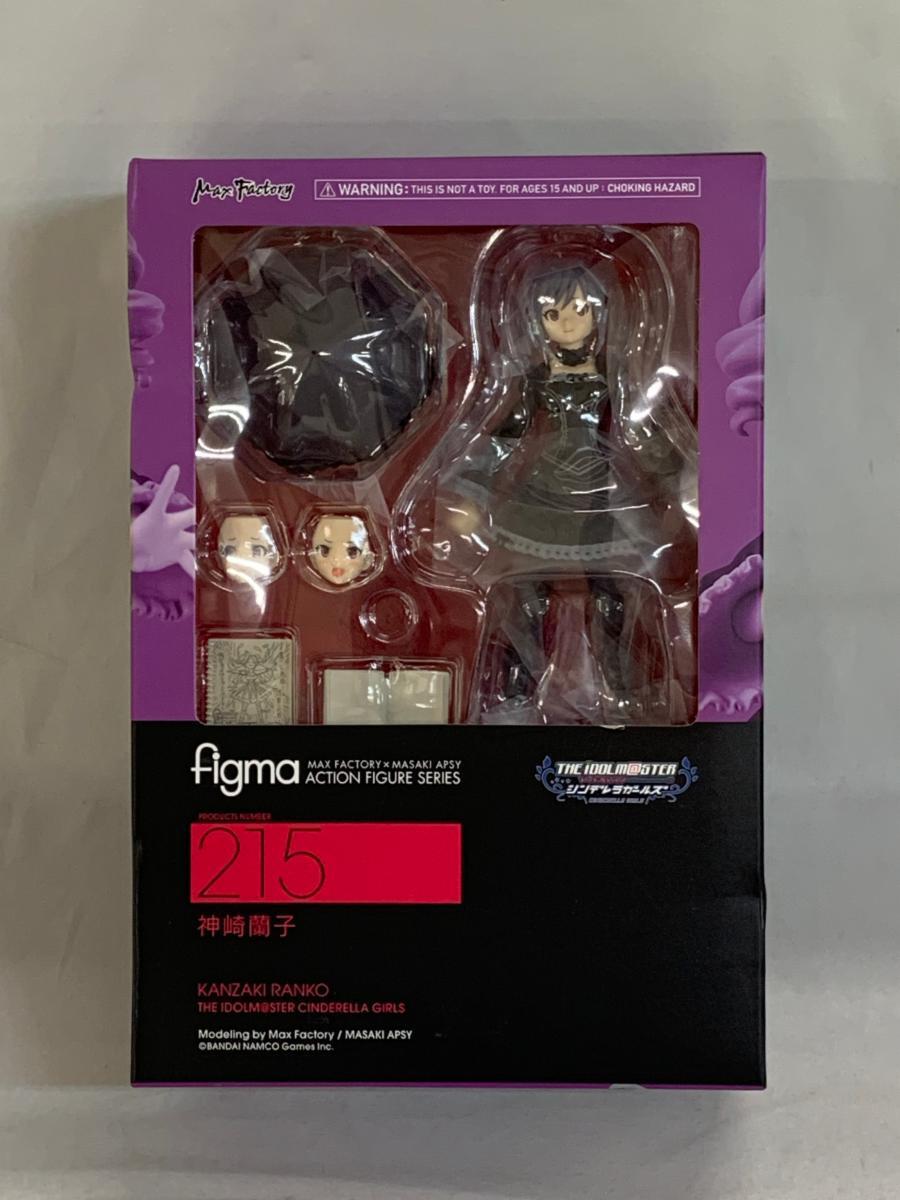 Max Factory
⚠ WARNING: THIS IS NOT A TOY. FOR AGES 15 AND UP : CHOKING HAZARD
figma
MAX FACTORY × MASAKI APSY
ACTION FIGURE SERIES
THE iDOLM@STER
シンデレラガールズ
CINDERELLA GIRLS
PRODUCTS NUMBER
215
神崎蘭子
KANZAKI RANKO
THE IDOLM@STER CINDERELLA GIRLS
Modeling by Max Factory / MASAKI APSY
©BANDAI NAMCO Games Inc.